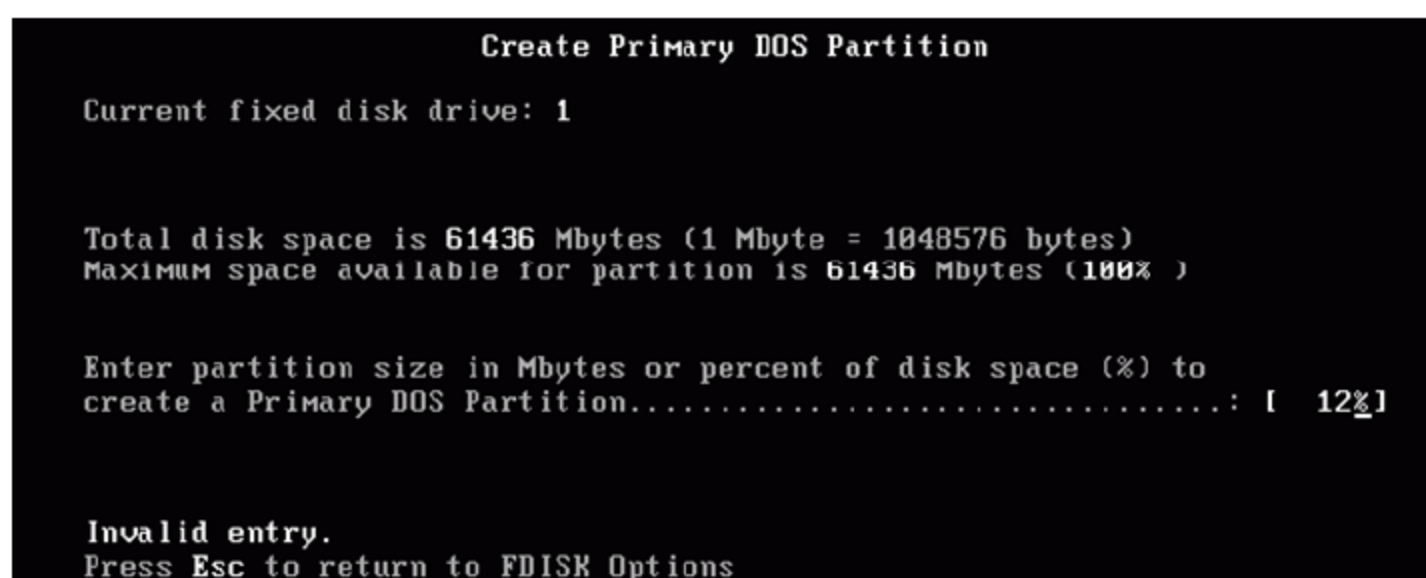 Create Primary DOS Partition
Current fixed disk drive: 1
Total disk space is 61436 Mbytes (1 Mbyte = 1048576 bytes)
Maximum space available for partition is 61436 Mbytes (100% )
Enter partition size in Mbytes or percent of disk space (%) to
create a Primary DOS Partition.................................: [  12%]
Invalid entry.
Press Esc to return to FDISK Options